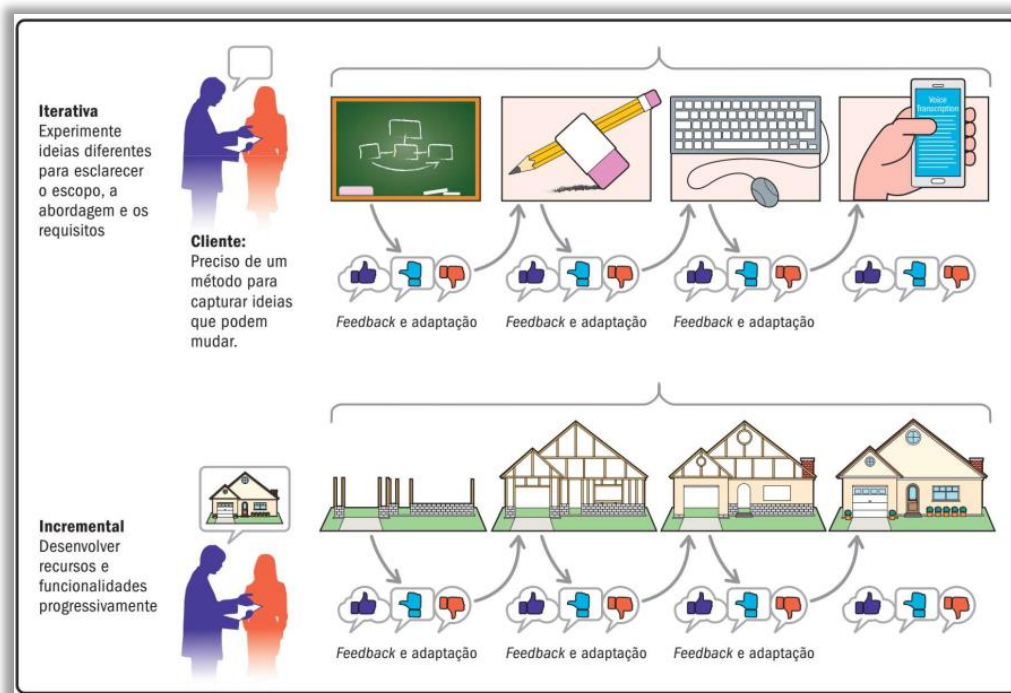 Iterativa
Experimente
ideias diferentes
para esclarecer
o escopo, a
abordagem e os
requisitos
Cliente:
Preciso de um
método para
capturar ideias
que podem
mudar.
Voice
Transcription
Feedback e adaptação
Feedback e adaptação
Feedback e adaptação
Incremental
Desenvolver
recursos e
funcionalidades
progressivamente
Feedback e adaptação
Feedback e adaptação
Feedback e adaptação